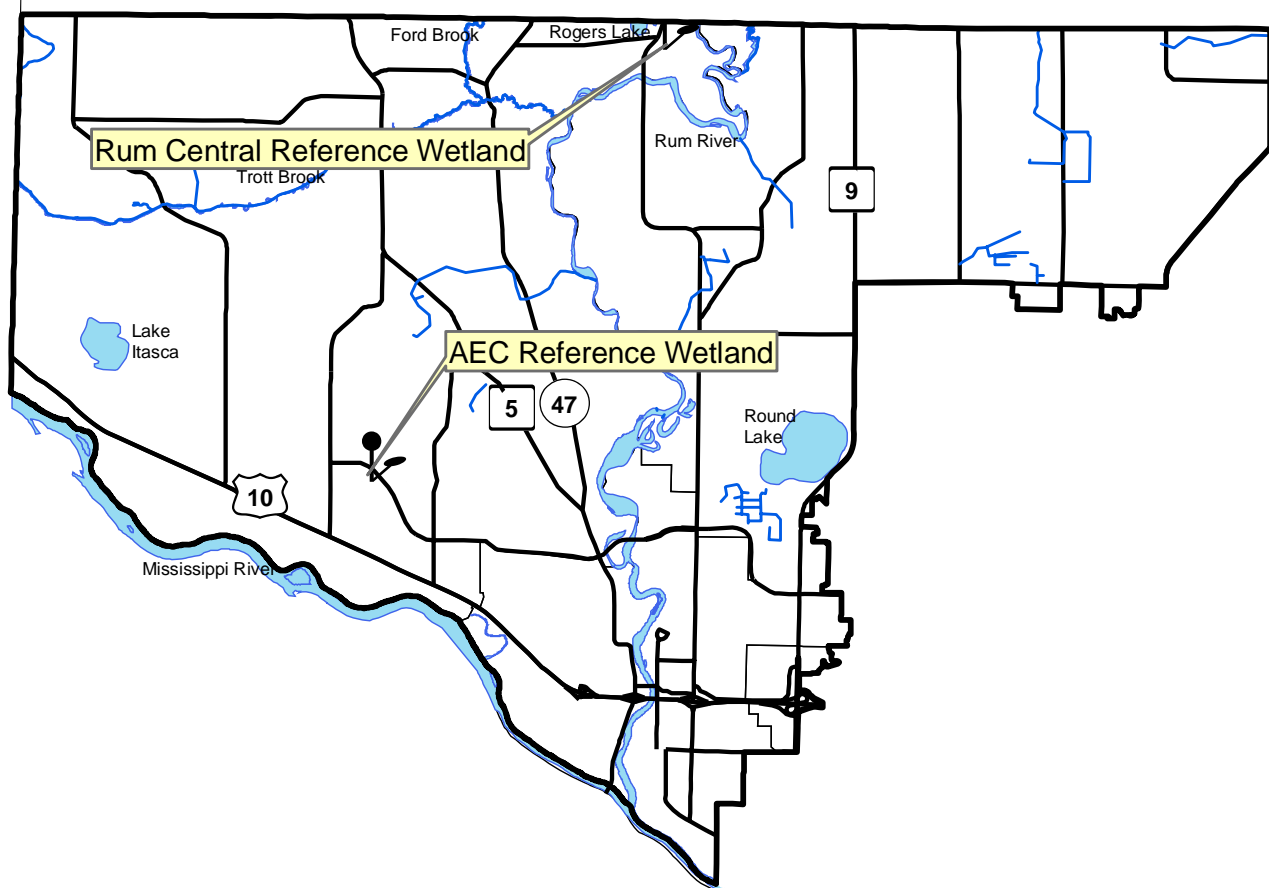 Ford Brook
Rogers Lake
Rum Central Reference Wetland
Rum River
Trott Brook
9
Lake
Itasca
AEC Reference Wetland
5
47
Round
Lake
10
Mississippi River